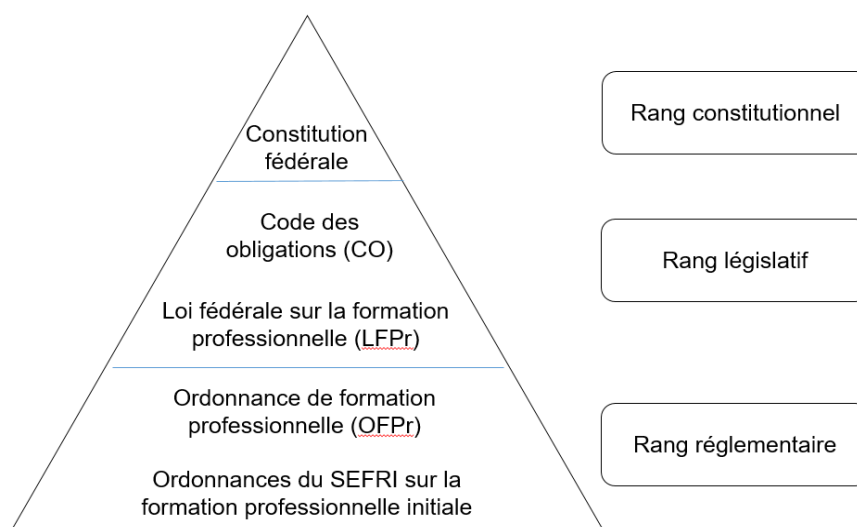 Constitution
fédérale
Rang constitutionnel
Code des
obligations (CO)
Loi fédérale sur la formation
professionnelle (LFPr)
Rang législatif
Ordonnance de formation
professionnelle (OFPr)
Ordonnances du SEFRI sur la
formation professionnelle initiale
Rang réglementaire